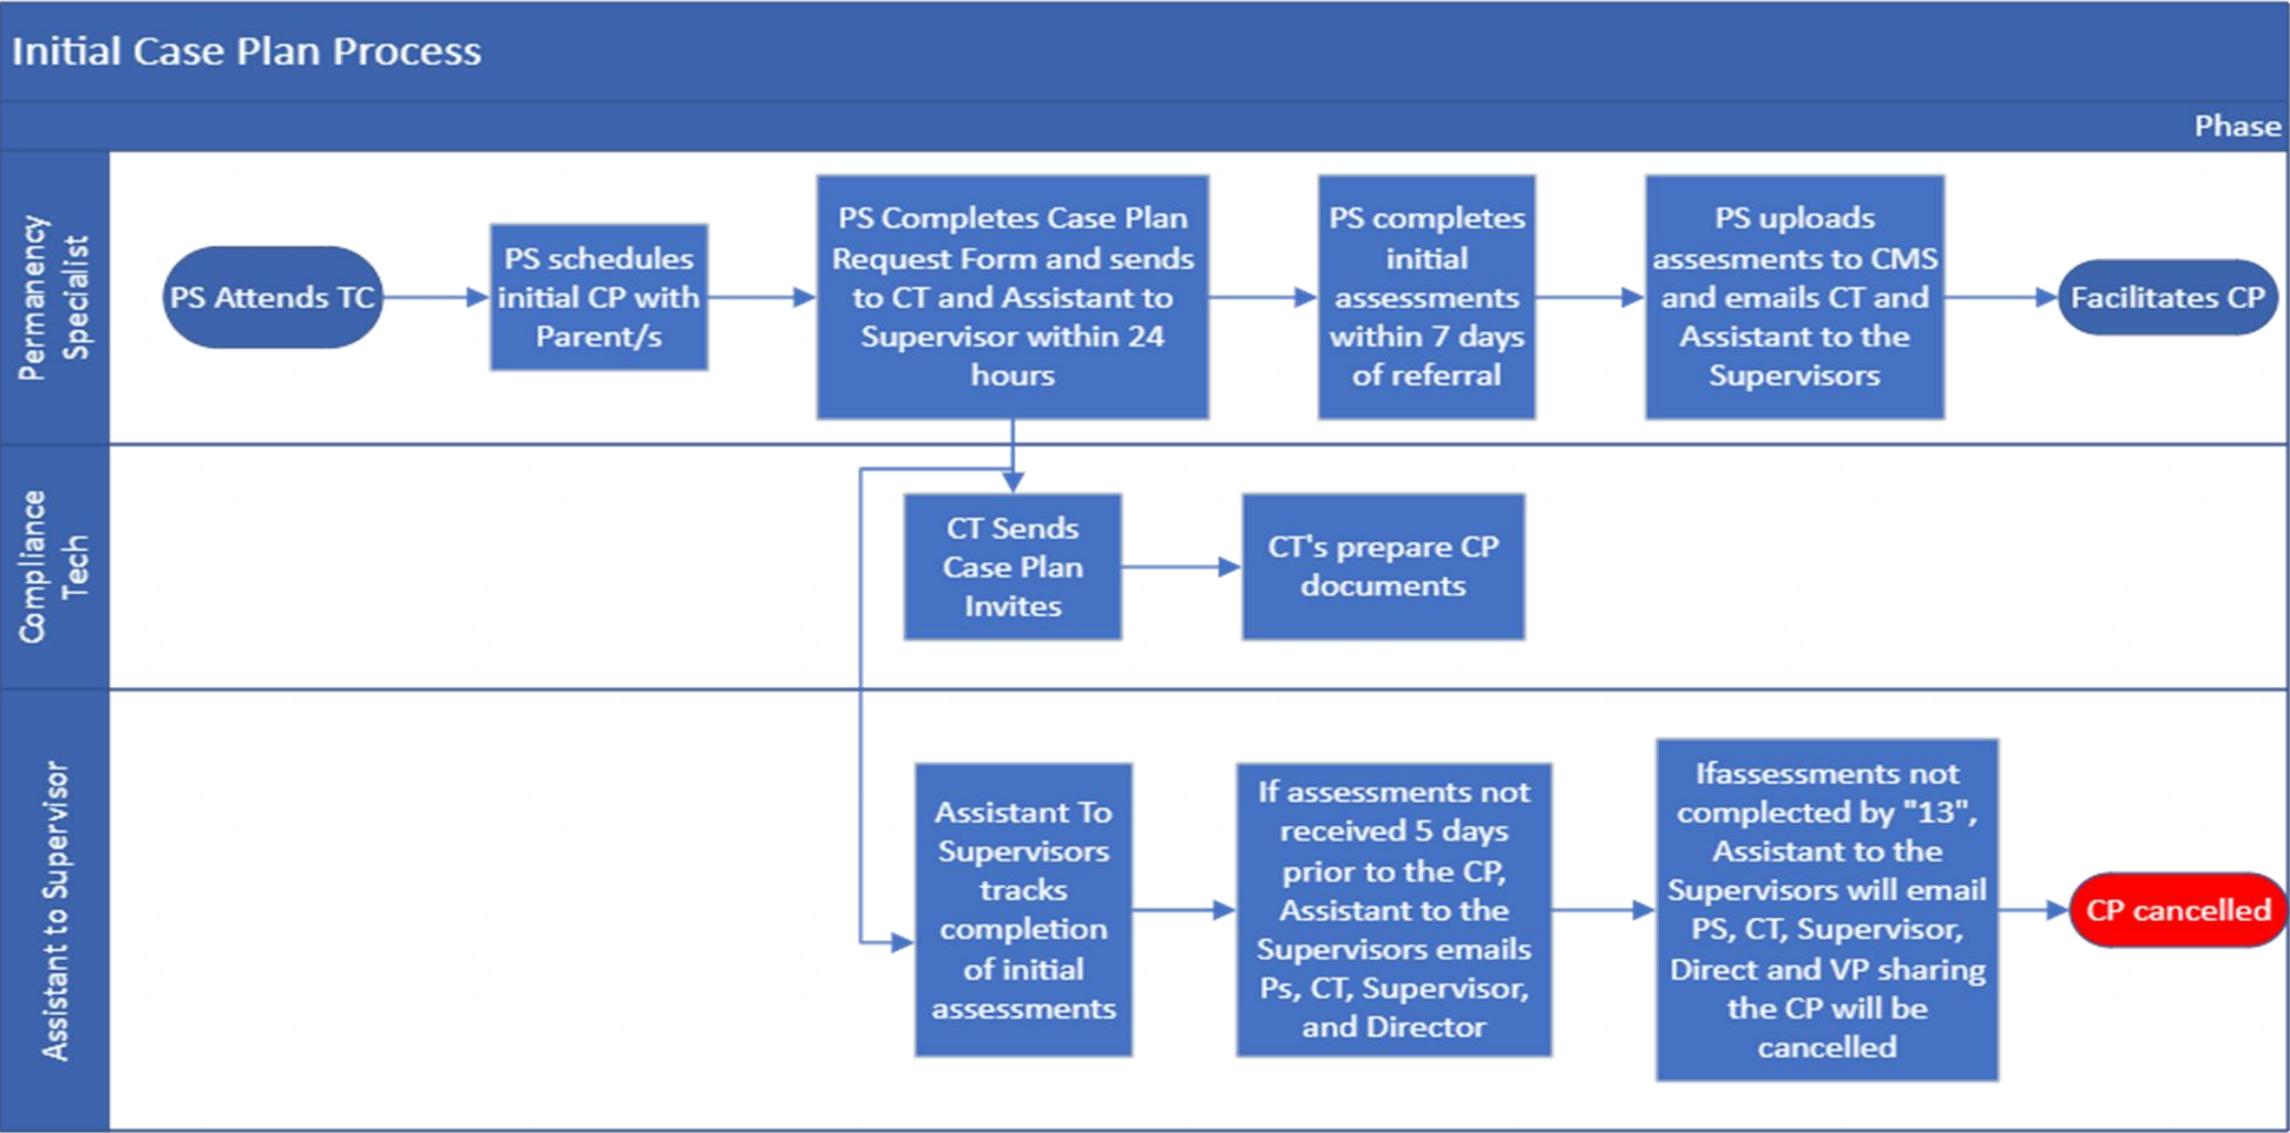 Initial Case Plan Process
Phase
Permanency
Specialist
PS Attends TC
PS schedules
initial CP with
Parent/s
PS Completes Case Plan
Request Form and sends
to CT and Assistant to
Supervisor within 24
hours
PS completes
initial
assessments
within 7 days
of referral
PS uploads
assesments to CMS
and emails CT and
Assistant to the
Supervisors
Facilitates CP
Compliance
Tech
CT Sends
Case Plan
Invites
CT's prepare CP
documents
Assistant to Supervisor
Assistant To
Supervisors
tracks
completion
of initial
assessments
If assessments not
received 5 days
prior to the CP,
Assistant to the
Supervisors emails
Ps, CT, Supervisor,
and Director
Ifassessments not
complected by "13",
Assistant to the
Supervisors will email
PS, CT, Supervisor,
Direct and VP sharing
the CP will be
cancelled
CP cancelled